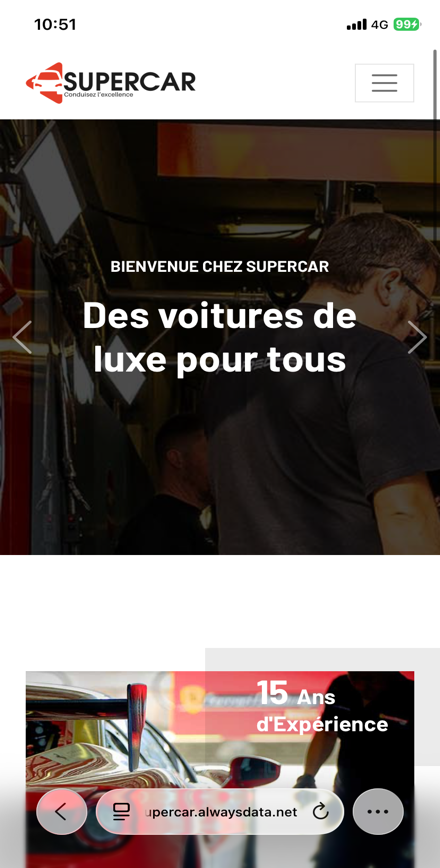 10:51
4G
99
SUPERCAR
Conduisez l'excellence
BIENVENUE CHEZ SUPERCAR
Des voitures de
luxe pour tous
15 Ans
d'Expérience
upercar.alwaysdata.net